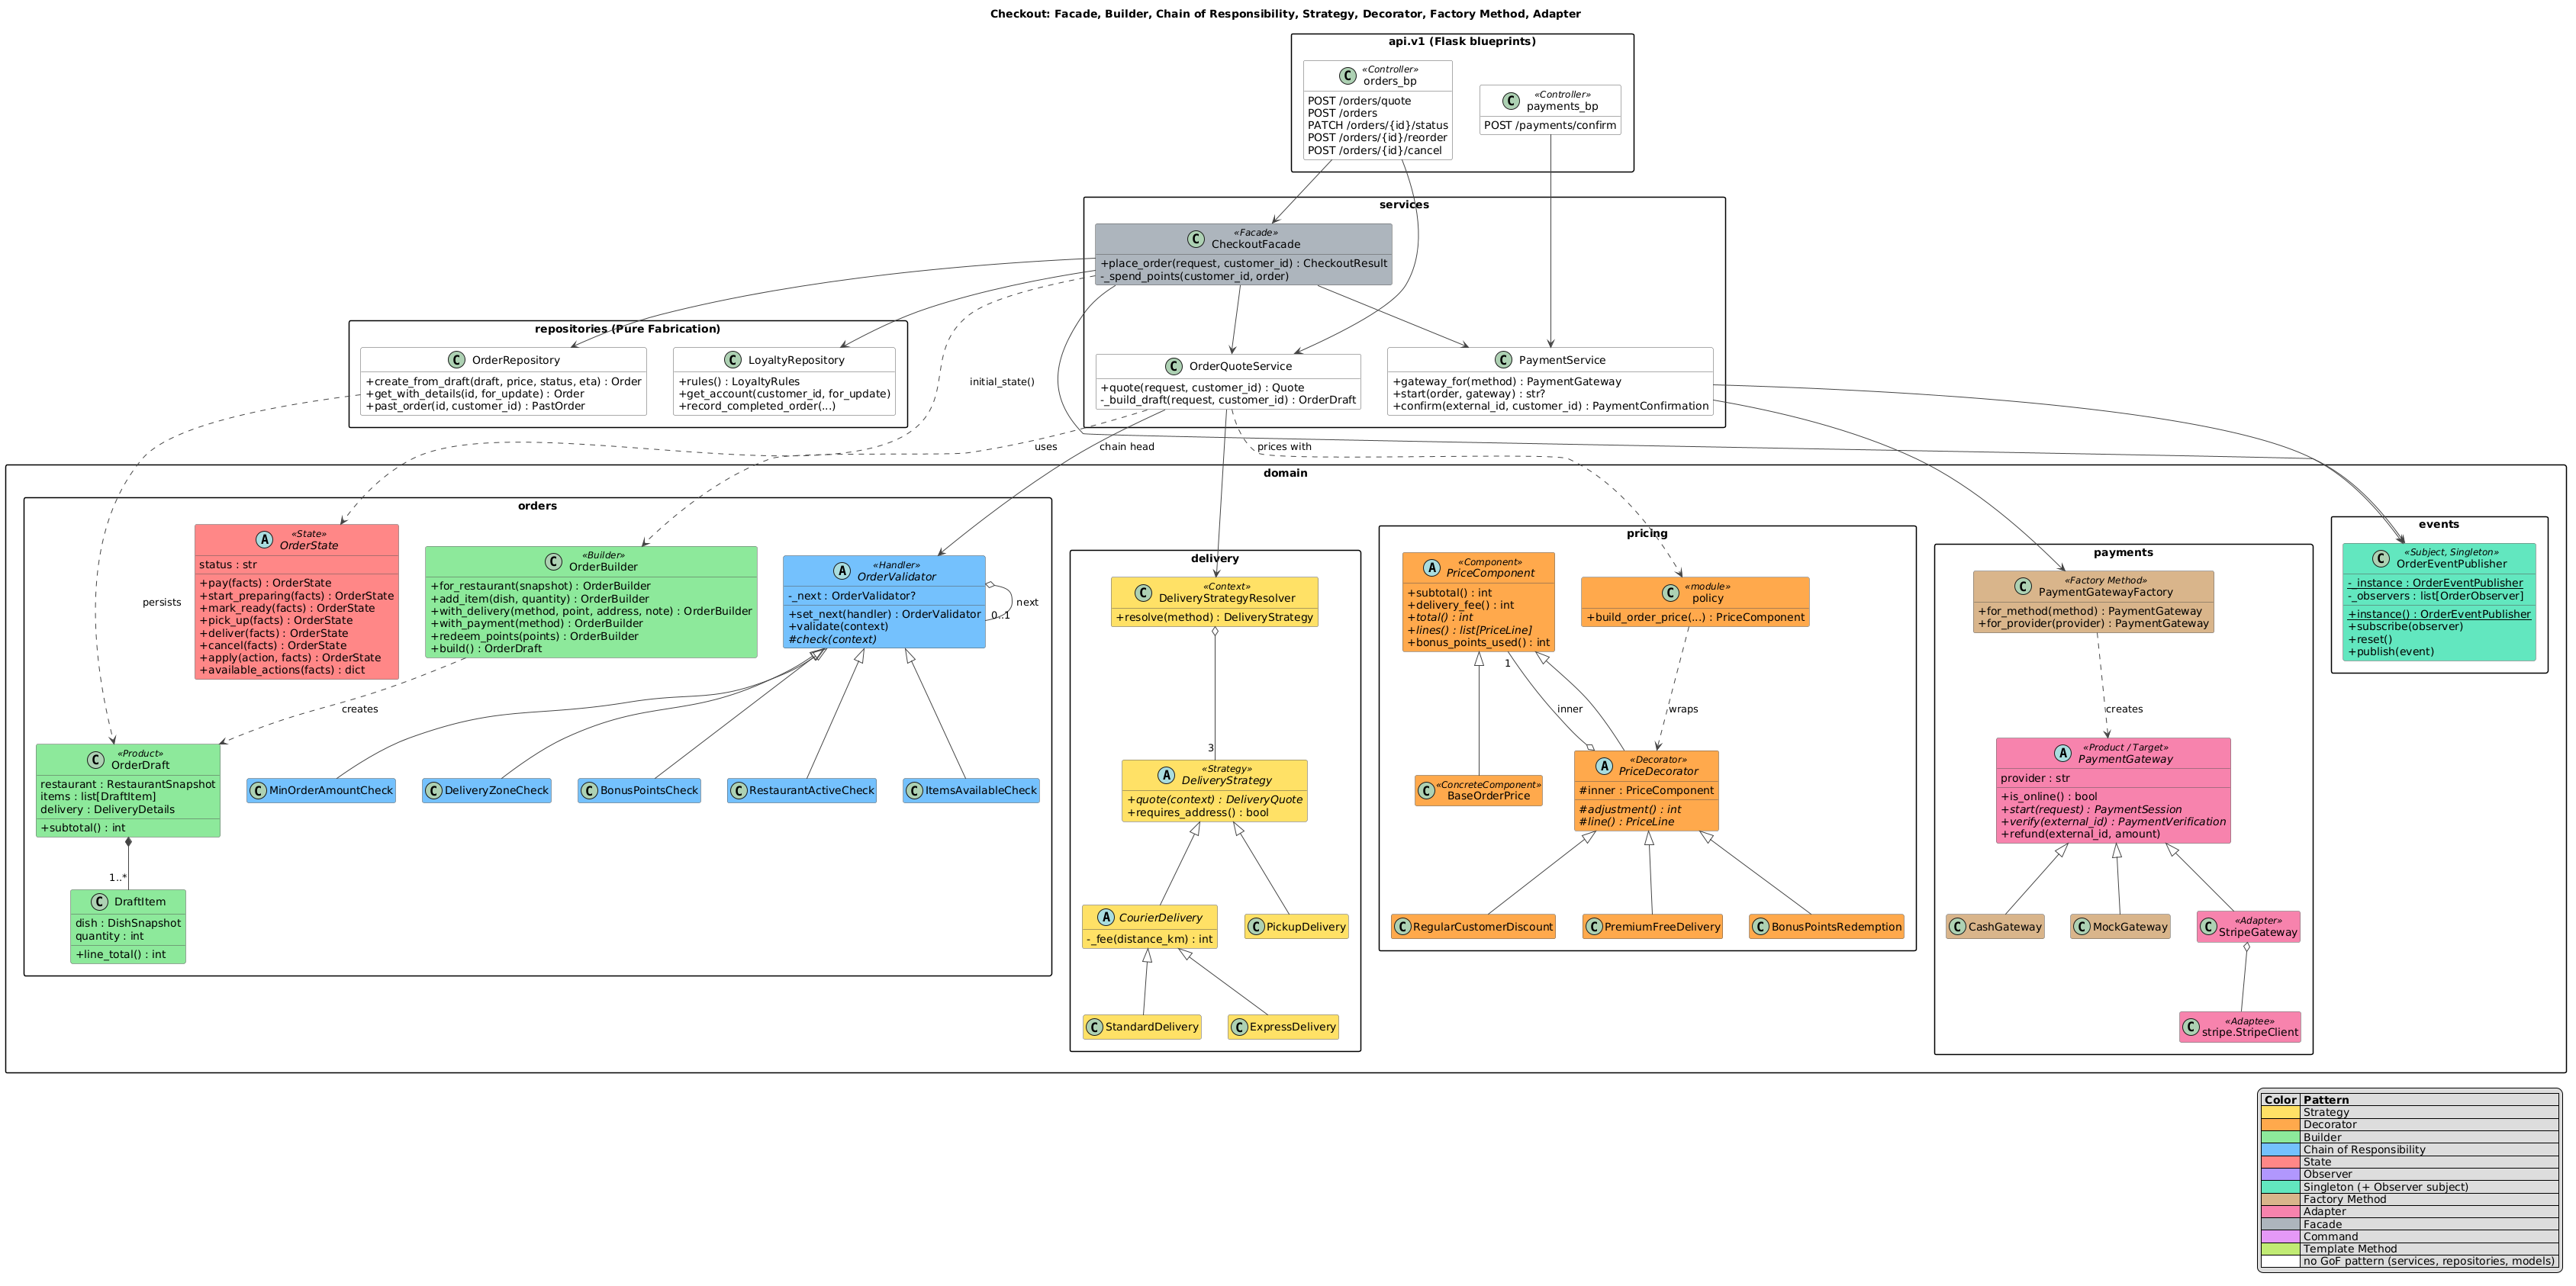 Checkout: Facade, Builder, Chain of Responsibility, Strategy, Decorator, Factory Method, Adapter
api.v1 (Flask blueprints)
C «Controller»
orders_bp
POST /orders/quote
POST /orders
PATCH /orders/{id}/status
POST /orders/{id}/reorder
POST /orders/{id}/cancel
C «Controller»
payments_bp
POST /payments/confirm
services
C «Facade»
CheckoutFacade
+place_order(request, customer_id) : CheckoutResult
-_spend_points(customer_id, order)
C OrderQuoteService
+quote(request, customer_id) : Quote
-_build_draft(request, customer_id) : OrderDraft
C PaymentService
+gateway_for(method) : PaymentGateway
+start(order, gateway) : str?
+confirm(external_id, customer_id) : PaymentConfirmation
repositories (Pure Fabrication)
C OrderRepository
+create_from_draft(draft, price, status, eta) : Order
+get_with_details(id, for_update) : Order
+past_order(id, customer_id) : PastOrder
C LoyaltyRepository
+rules() : LoyaltyRules
+get_account(customer_id, for_update)
+record_completed_order(...)
initial_state()
uses
chain head
prices with
persists
domain
orders
A «State»
OrderState
status : str
+pay(facts) : OrderState
+start_preparing(facts) : OrderState
+mark_ready(facts) : OrderState
+pick_up(facts) : OrderState
+deliver(facts) : OrderState
+cancel(facts) : OrderState
+apply(action, facts) : OrderState
+available_actions(facts) : dict
C «Builder»
OrderBuilder
+for_restaurant(snapshot) : OrderBuilder
+add_item(dish, quantity) : OrderBuilder
+with_delivery(method, point, address, note) : OrderBuilder
+with_payment(method) : OrderBuilder
+redeem_points(points) : OrderBuilder
+build() : OrderDraft
A «Handler»
OrderValidator
-_next : OrderValidator?
+set_next(handler) : OrderValidator
+validate(context)
#check(context)
next
0..1
creates
C «Product»
OrderDraft
restaurant : RestaurantSnapshot
items : list[DraftItem]
delivery : DeliveryDetails
+subtotal() : int
1..*
C DraftItem
dish : DishSnapshot
quantity : int
+line_total() : int
C MinOrderAmountCheck
C DeliveryZoneCheck
C BonusPointsCheck
C RestaurantActiveCheck
C ItemsAvailableCheck
delivery
C «Context»
DeliveryStrategyResolver
+resolve(method) : DeliveryStrategy
3
A «Strategy»
DeliveryStrategy
+quote(context) : DeliveryQuote
+requires_address() : bool
A CourierDelivery
-_fee(distance_km) : int
C PickupDelivery
C StandardDelivery
C ExpressDelivery
pricing
A «Component»
PriceComponent
+subtotal() : int
+delivery_fee() : int
+total() : int
+lines() : list[PriceLine]
+bonus_points_used() : int
C «module»
policy
+build_order_price(...) : PriceComponent
1
inner
wraps
C «ConcreteComponent»
BaseOrderPrice
A «Decorator»
PriceDecorator
#inner : PriceComponent
#adjustment() : int
#line() : PriceLine
C RegularCustomerDiscount
C PremiumFreeDelivery
C BonusPointsRedemption
payments
C «Factory Method»
PaymentGatewayFactory
+for_method(method) : PaymentGateway
+for_provider(provider) : PaymentGateway
creates
A «Product / Target»
PaymentGateway
provider : str
+is_online() : bool
+start(request) : PaymentSession
+verify(external_id) : PaymentVerification
+refund(external_id, amount)
C CashGateway
C MockGateway
C «Adapter»
StripeGateway
C «Adaptee»
stripe.StripeClient
events
C «Subject, Singleton»
OrderEventPublisher
-_instance : OrderEventPublisher
-_observers : list[OrderObserver]
+instance() : OrderEventPublisher
+subscribe(observer)
+reset()
+publish(event)
Color Pattern
Strategy
Decorator
Builder
Chain of Responsibility
State
Observer
Singleton (+ Observer subject)
Factory Method
Adapter
Facade
Command
Template Method
no GoF pattern (services, repositories, models)